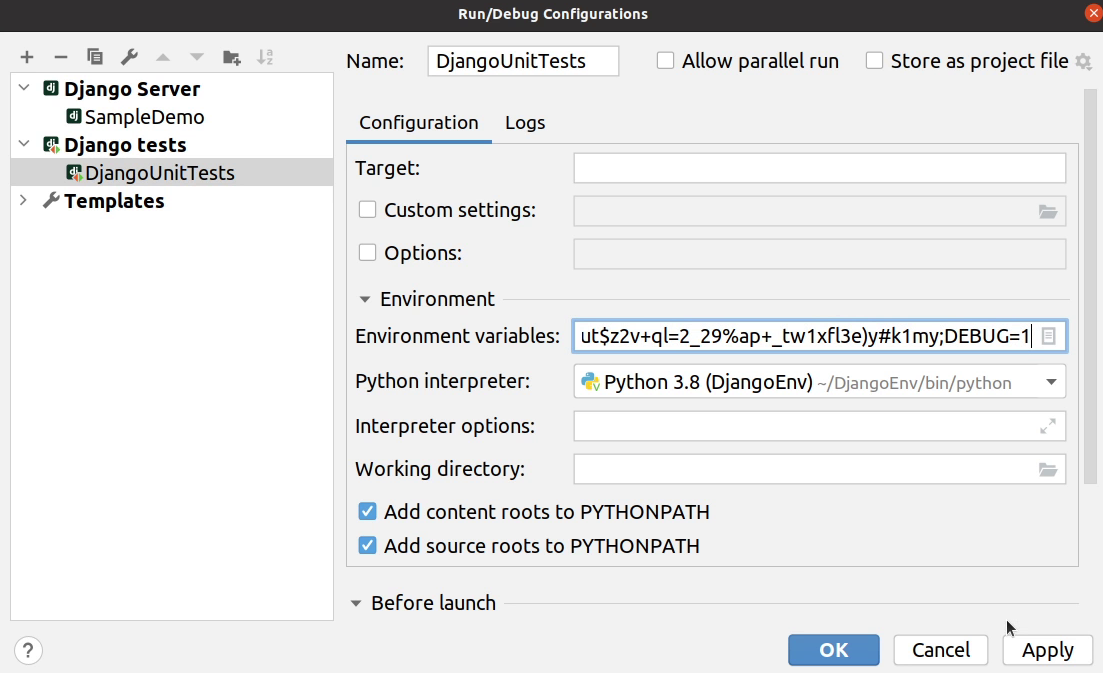 Run/Debug Configurations
Django Server
SampleDemo
Django tests
DjangoUnitTests
Templates
Name: DjangoUnitTests Allow parallel run Store as project file
Configuration Logs
Target:
Custom settings:
Options:
Environment
Environment variables: ut$z2v+ql=2_29%ap+_tw1xfl3e)y#k1my;DEBUG=1
Python interpreter: Python 3.8 (DjangoEnv) ~/DjangoEnv/bin/python
Interpreter options:
Working directory:
Add content roots to PYTHONPATH
Add source roots to PYTHONPATH
Before launch
? OK Cancel Apply